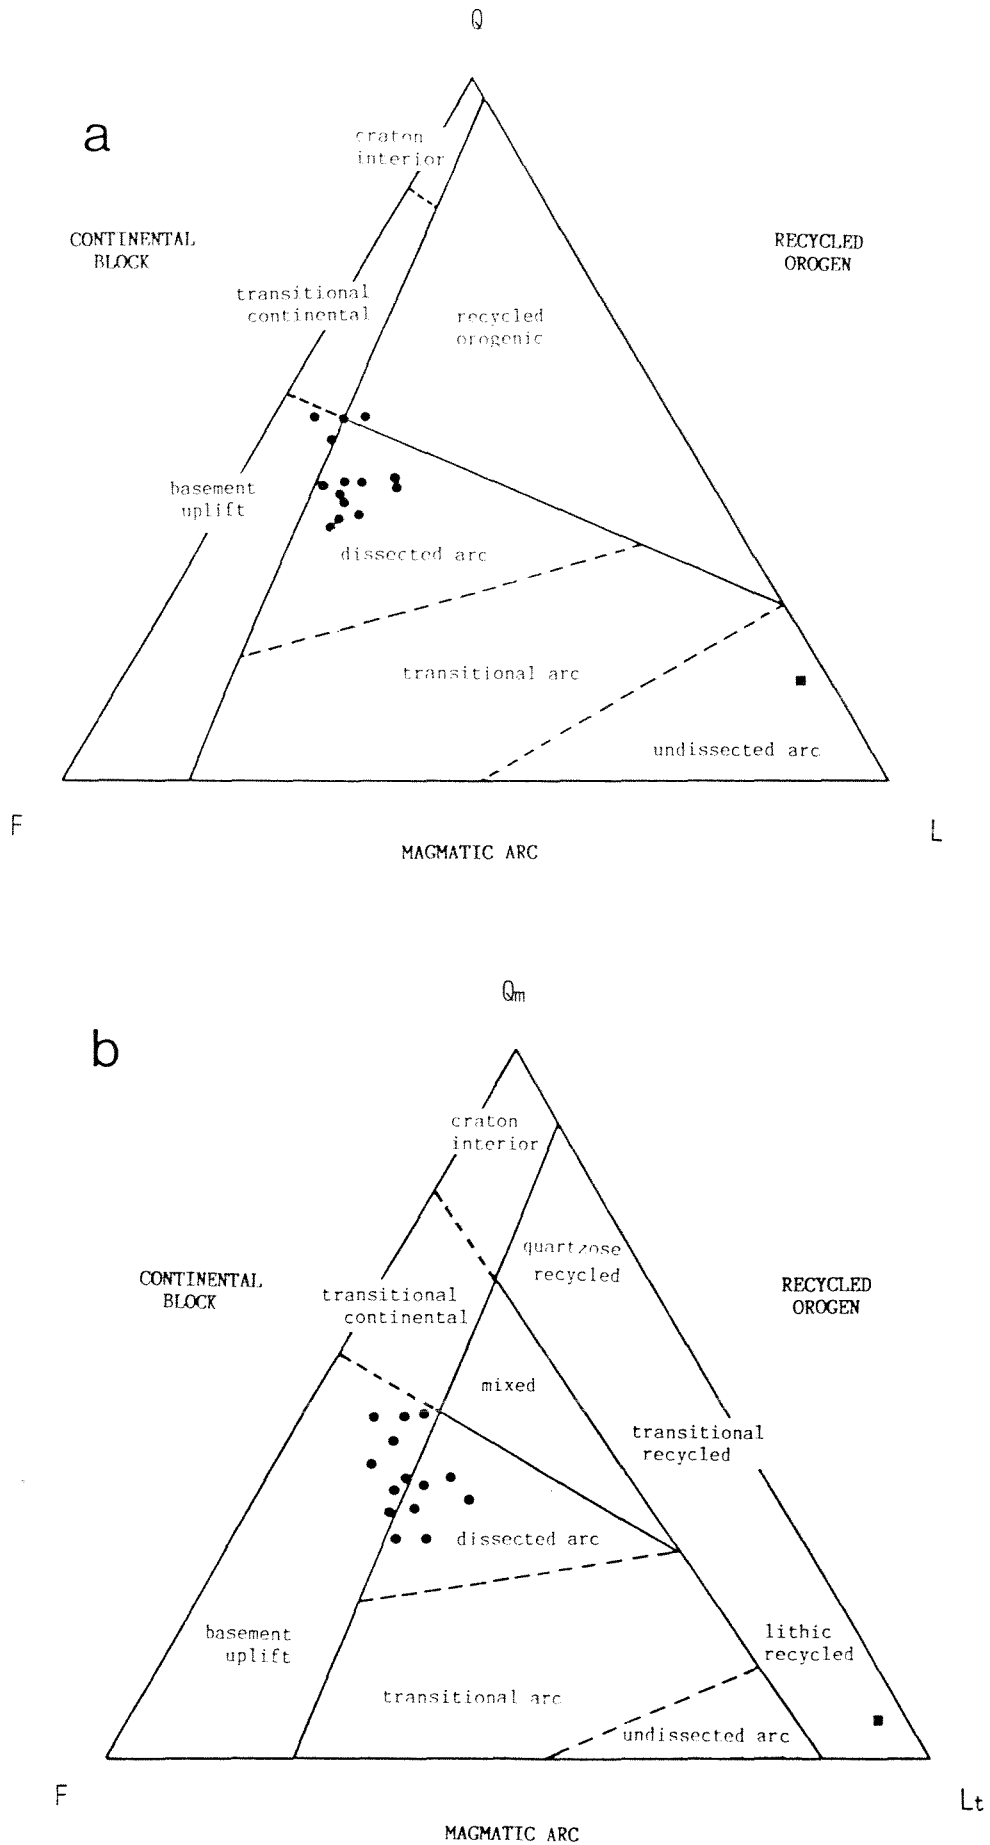 Q
a
craton
interior
CONTINENTAL
BLOCK
RECYCLED
OROGEN
transitional
continental
recycled
orogenic
basement
uplift
dissected arc
transitional arc
undissected arc
F
L
MAGMATIC ARC
Qm
b
craton
interior
quartzose
recycled
CONTINENTAL
BLOCK
RECYCLED
OROGEN
transitional
continental
mixed
transitional
recycled
dissected arc
basement
uplift
lithic
recycled
transitional arc
undissected arc
F
Lt
MAGMATIC ARC